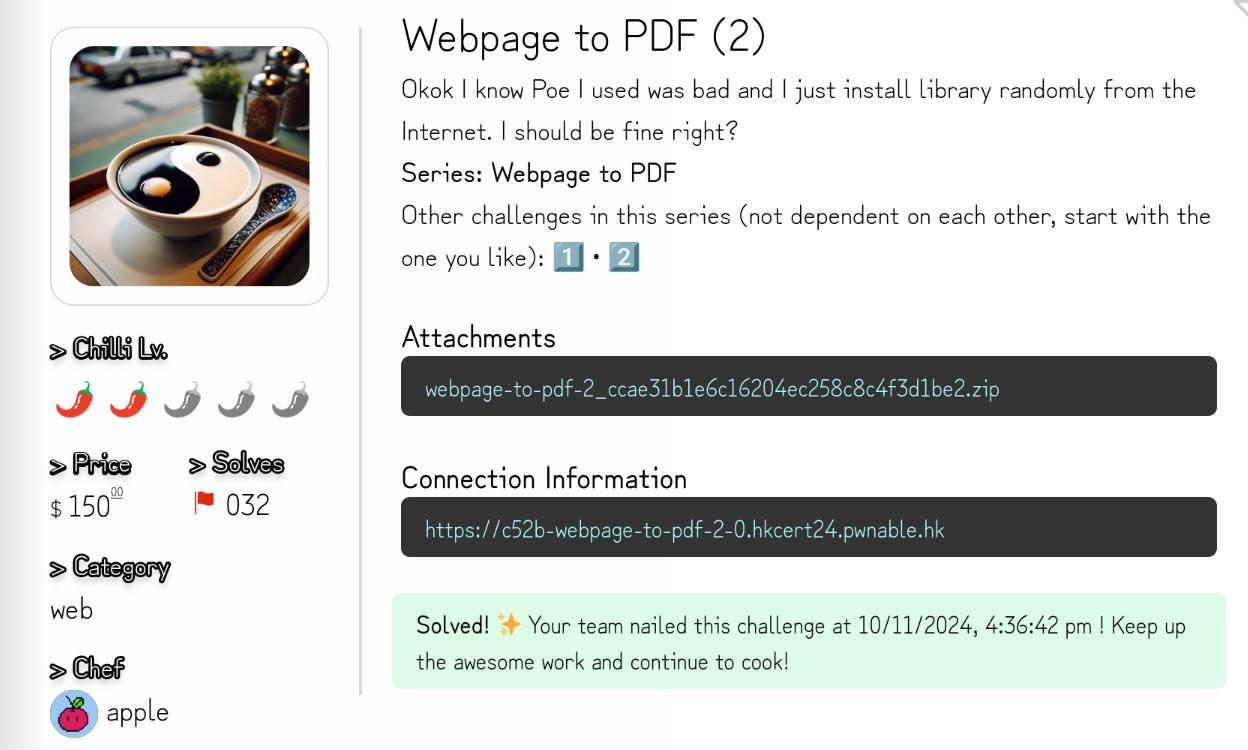 Webpage to PDF (2)
Okok I know Poe I used was bad and I just install library randomly from the
Internet. I should be fine right?
Series: Webpage to PDF
Other challenges in this series (not dependent on each other, start with the
one you like): 1️⃣ • 2️⃣
Attachments
webpage-to-pdf-2_ccae31b1e6c16204ec258c8c4f3d1be2.zip
Connection Information
https://c52b-webpage-to-pdf-2-0.hkcert24.pwnable.hk
Solved! ✨ Your team nailed this challenge at 10/11/2024, 4:36:42 pm ! Keep up
the awesome work and continue to cook!
> Chilli Lv.
> Price
$ 150 00
> Solves
032
> Category
web
> Chef
apple